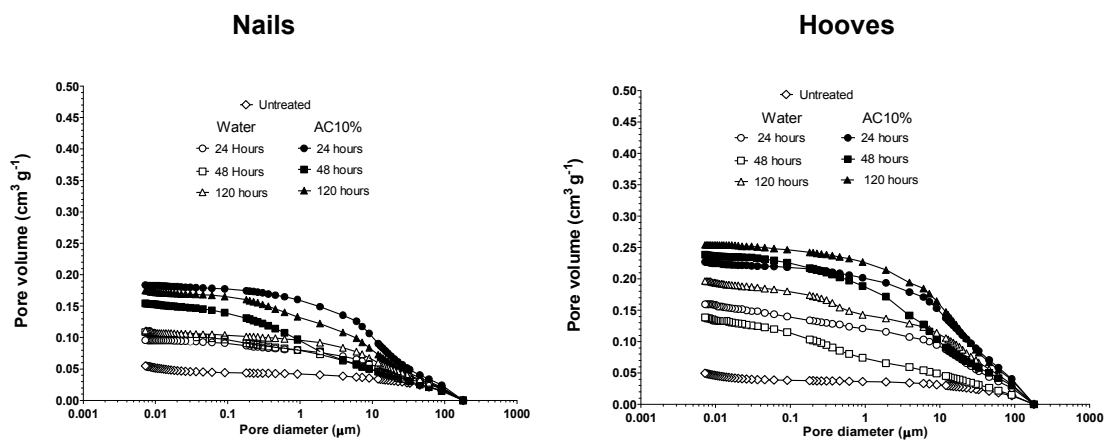 Nails
0.50
0.45
0.40
0.35
0.30
0.25
0.20
0.15
0.10
0.05
0.00
Pore volume (cm³ g⁻¹)
Untreated
Water AC10%
24 Hours 24 hours
48 Hours 48 hours
120 hours 120 hours
0.001 0.01 0.1 1 10 100 1000
Pore diameter (μm)
Hooves
0.50
0.45
0.40
0.35
0.30
0.25
0.20
0.15
0.10
0.05
0.00
Pore volume (cm³ g⁻¹)
Untreated
Water AC10%
24 hours 24 hours
48 hours 48 hours
120 hours 120 hours
0.001 0.01 0.1 1 10 100 1000
Pore diameter (μm)